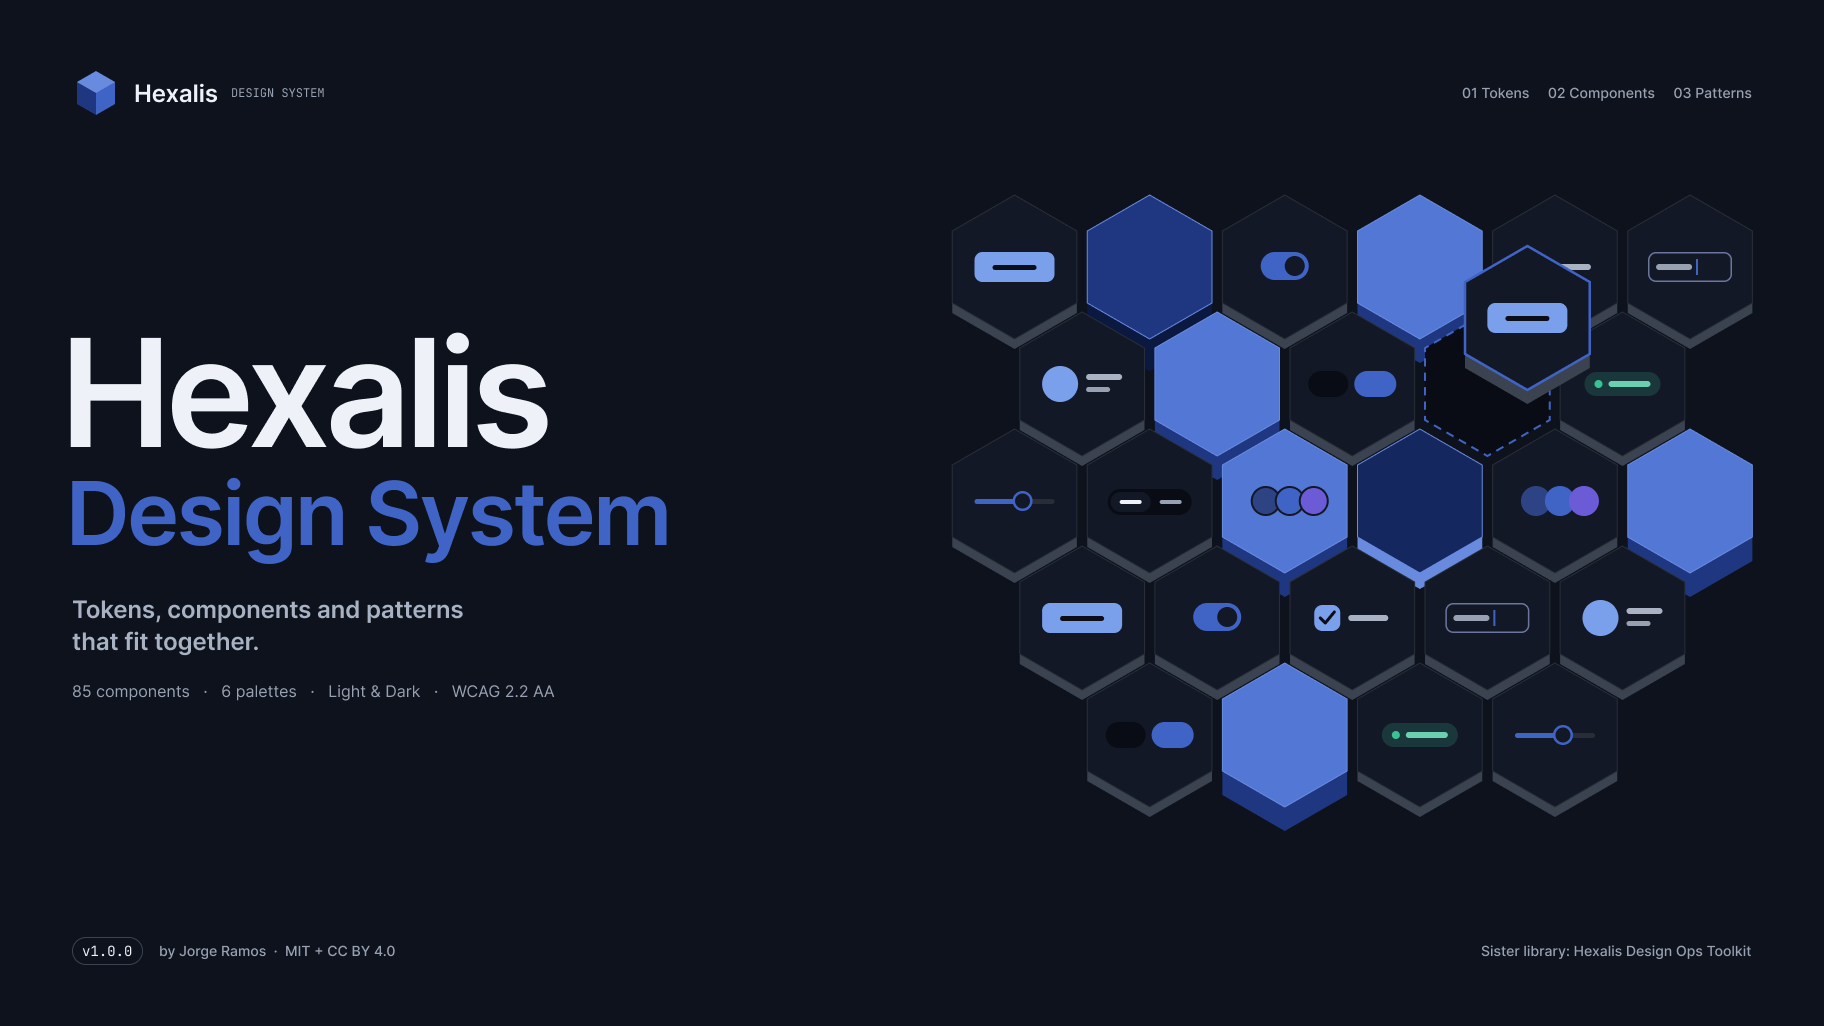 Hexalis DESIGN SYSTEM
01 Tokens 02 Components 03 Patterns
Hexalis
Design System
Tokens, components and patterns
that fit together.
85 components · 6 palettes · Light & Dark · WCAG 2.2 AA
v1.0.0 by Jorge Ramos · MIT + CC BY 4.0
Sister library: Hexalis Design Ops Toolkit